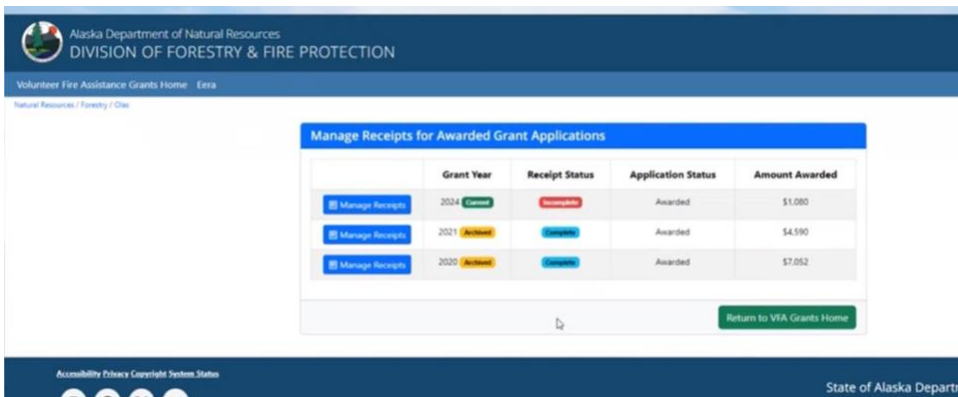 Alaska Department of Natural Resources
DIVISION OF FORESTRY & FIRE PROTECTION
Volunteer Fire Assistance Grants Home Eera
Natural Resources / Forestry / Olas
Manage Receipts for Awarded Grant Applications
Grant Year Receipt Status Application Status Amount Awarded
Manage Receipts 2024 Current Incomplete Awarded $1,080
Manage Receipts 2021 Archived Complete Awarded $4,590
Manage Receipts 2020 Archived Complete Awarded $7,052
Return to VFA Grants Home
Accessibility Privacy Copyright System Status
State of Alaska Departm